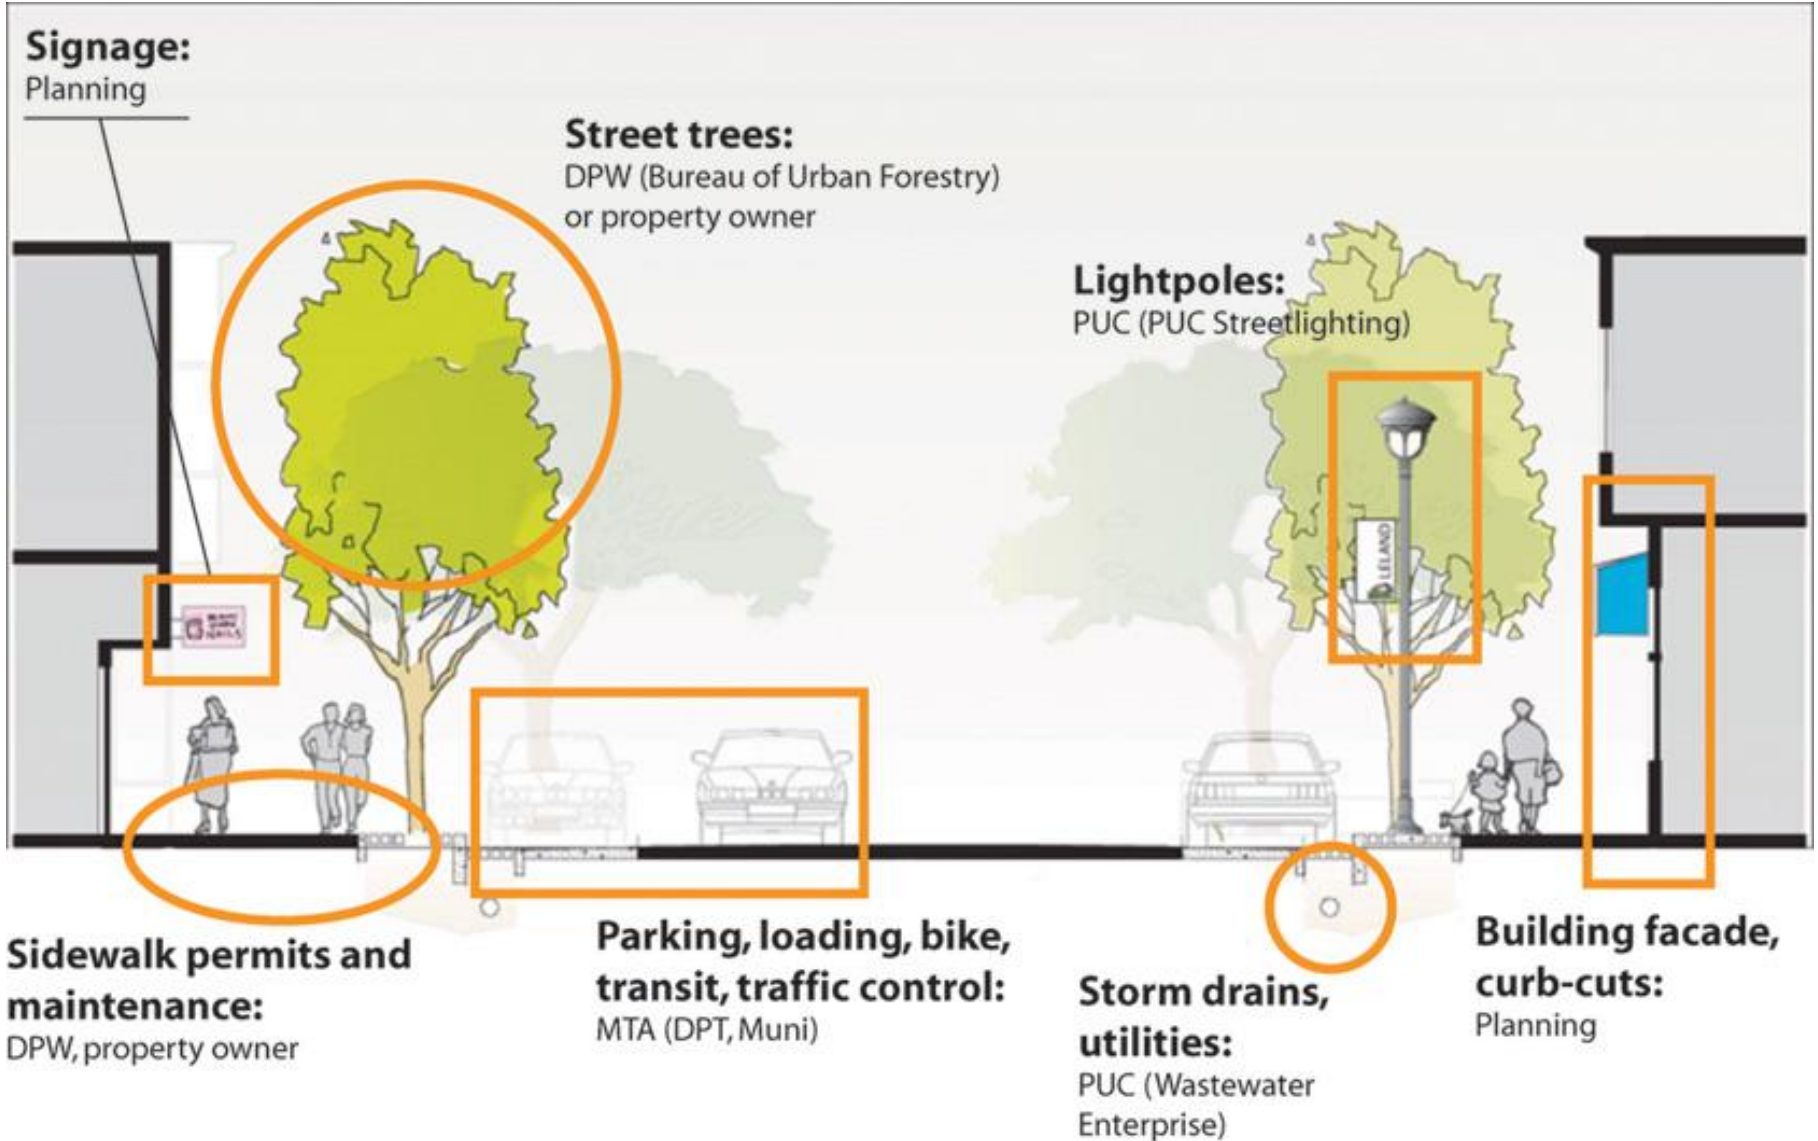 Signage:
Planning
Street trees:
DPW (Bureau of Urban Forestry)
or property owner
Lightpoles:
PUC (PUC Streetlighting)
LELAND
NAILS
Sidewalk permits and
maintenance:
DPW, property owner
Parking, loading, bike,
transit, traffic control:
MTA (DPT, Muni)
Storm drains,
utilities:
PUC (Wastewater
Enterprise)
Building facade,
curb-cuts:
Planning